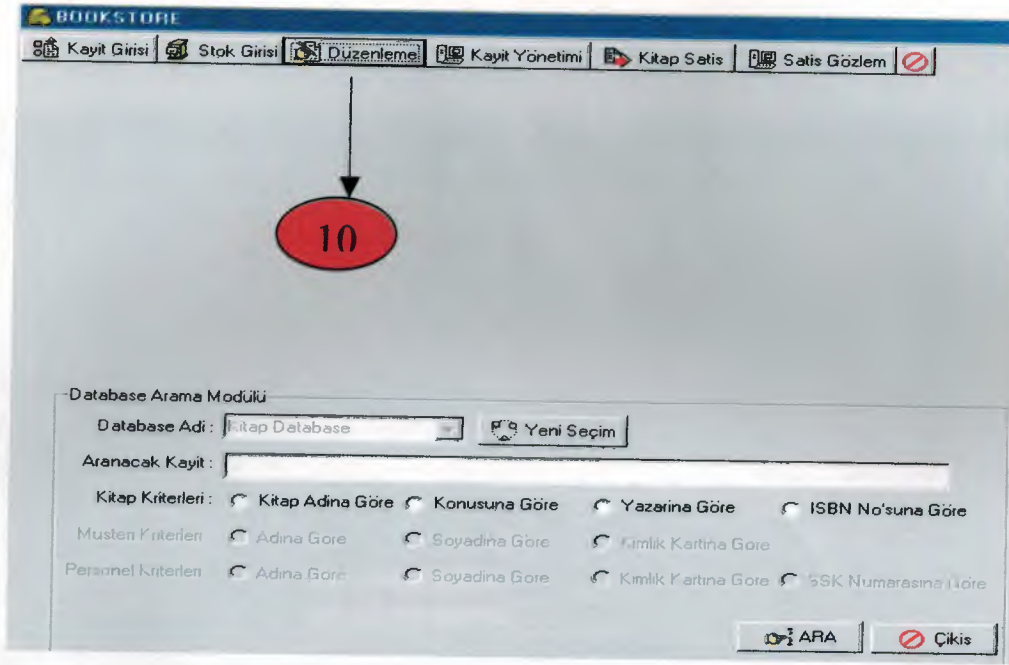 BOOKSTORE
Kayit Girisi Stok Girisi Düzenleme Kayit Yönetimi Kitap Satis Satis Gözlem
10
Database Arama Modülü
Database Adi : Kitap Database Yeni Seçim
Aranacak Kayit :
Kitap Kriterleri : Kitap Adina Göre Konusuna Göre Yazarina Göre ISBN No'suna Göre
Musteri Kriterleri Adina Gore Soyadina Göre Kimlik Kartina Gore
Personel Kriterleri Adina Gore Soyadina Gore Kimlik Kartina Gore SSK Numarasina Göre
ARA Çikis